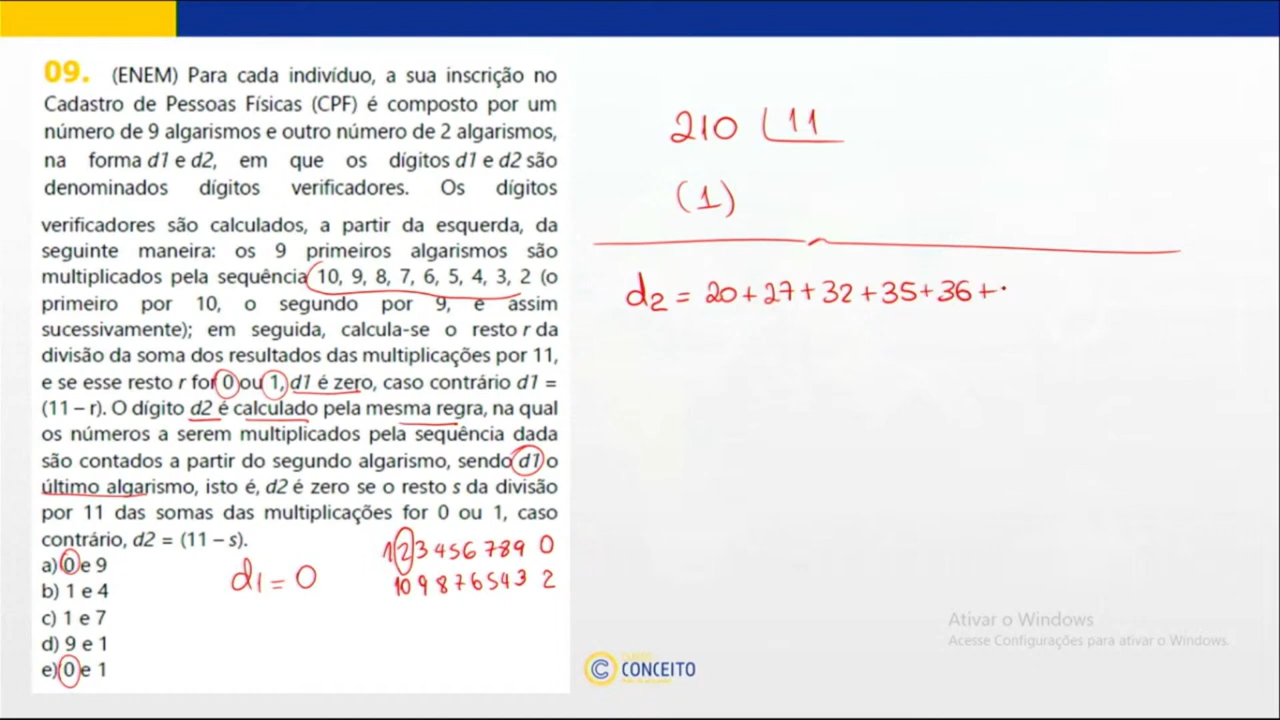 09. (ENEM) Para cada indivíduo, a sua inscrição no
Cadastro de Pessoas Físicas (CPF) é composto por um
número de 9 algarismos e outro número de 2 algarismos,
na forma d1 e d2, em que os dígitos d1 e d2 são
denominados dígitos verificadores. Os dígitos
verificadores são calculados, a partir da esquerda, da
seguinte maneira: os 9 primeiros algarismos são
multiplicados pela sequência 10, 9, 8, 7, 6, 5, 4, 3, 2 (o
primeiro por 10, o segundo por 9, e assim
sucessivamente); em seguida, calcula-se o resto r da
divisão da soma dos resultados das multiplicações por 11,
e se esse resto r for 0 ou 1, d1 é zero, caso contrário d1 =
(11 – r). O dígito d2 é calculado pela mesma regra, na qual
os números a serem multiplicados pela sequência dada
são contados a partir do segundo algarismo, sendo d1 o
último algarismo, isto é, d2 é zero se o resto s da divisão
por 11 das somas das multiplicações for 0 ou 1, caso
contrário, d2 = (11 – s).
a) 0 e 9
b) 1 e 4
c) 1 e 7
d) 9 e 1
e) 0 e 1
d1 = 0
1 2 3 4 5 6 7 8 9 0
10 9 8 7 6 5 4 3 2
210 11
(1)
d2 = 20 + 27 + 32 + 35 + 36 +
CONCEITO
Ativar o Windows
Acesse Configurações para ativar o Windows.